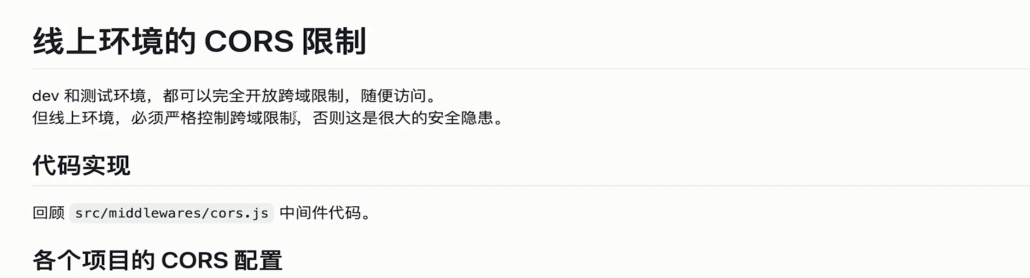 线上环境的 CORS 限制
dev 和测试环境，都可以完全开放跨域限制，随便访问。
但线上环境，必须严格控制跨域限制，否则这是很大的安全隐患。
代码实现
回顾 src/middlewares/cors.js 中间件代码。
各个项目的 CORS 配置